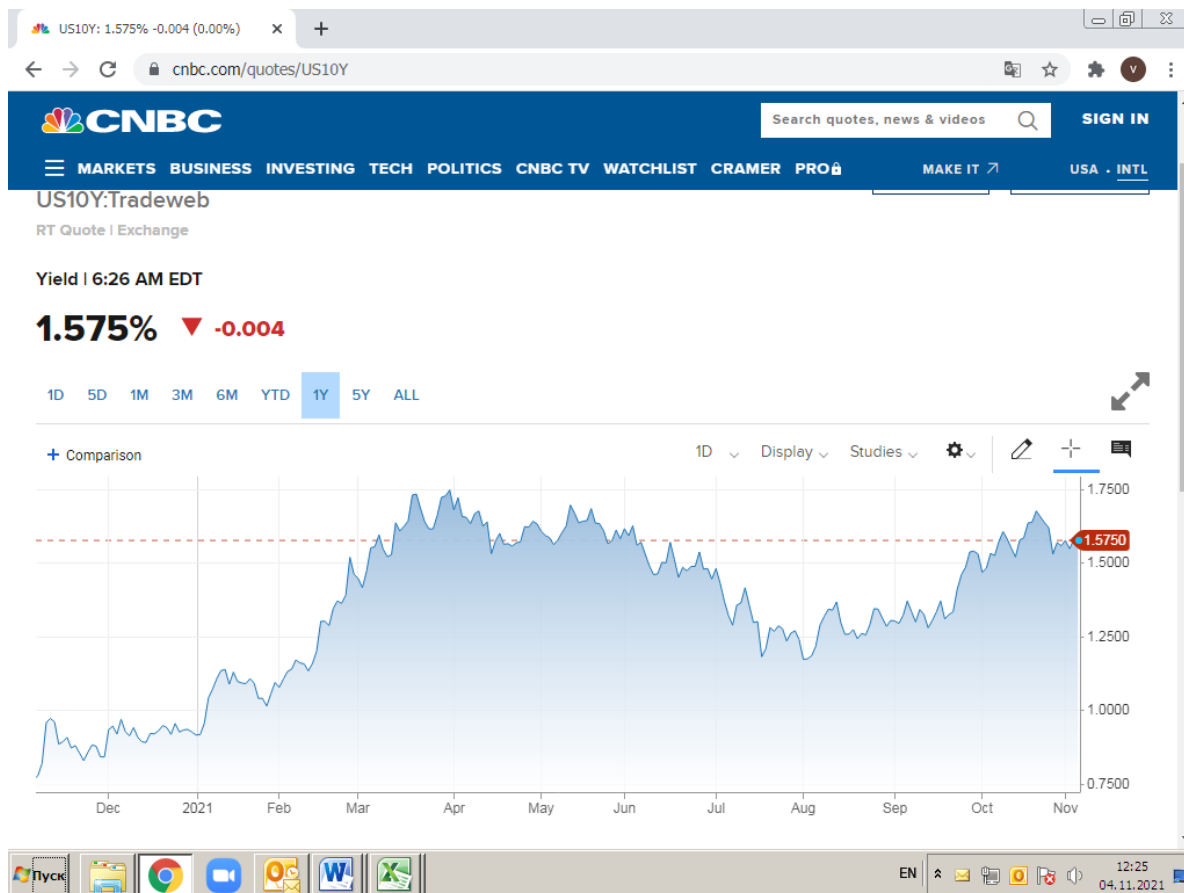 US10Y: 1.575% -0.004 (0.00%)
cnbc.com/quotes/US10Y
V
CNBC
Search quotes, news & videos
SIGN IN
MARKETS BUSINESS INVESTING TECH POLITICS CNBC TV WATCHLIST CRAMER PRO MAKE IT USA • INTL
US10Y:Tradeweb
RT Quote | Exchange
Yield | 6:26 AM EDT
1.575% ▼ -0.004
1D 5D 1M 3M 6M YTD 1Y 5Y ALL
+ Comparison 1D Display Studies
1.7500
1.5750
1.5000
1.2500
1.0000
0.7500
Dec 2021 Feb Mar Apr May Jun Jul Aug Sep Oct Nov
Пуск EN 12:25
04.11.2021